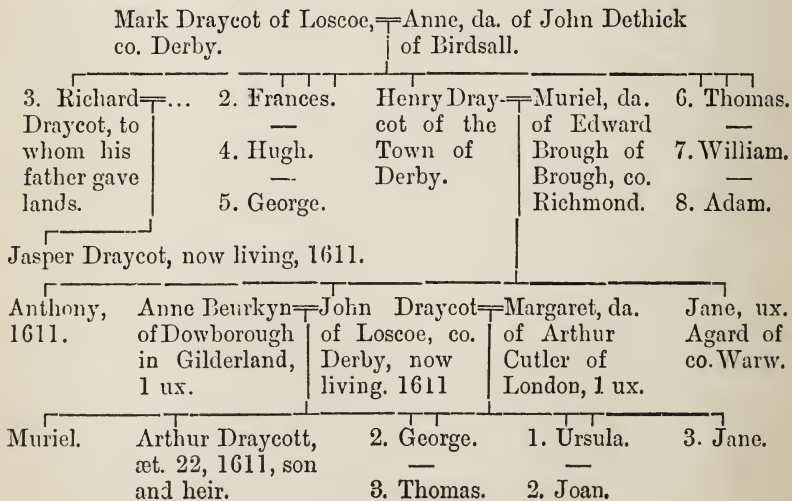 Mark Draycot of Loscoe, co. Derby.
Anne, da. of John Dethick of Birdsall.
3. Richard Draycot, to whom his father gave lands.
...
2. Frances.
—
4. Hugh.
—
5. George.
Henry Dray-
cot of the
Town of
Derby.
Muriel, da.
of Edward
Brough of
Brough, co.
Richmond.
6. Thomas.
—
7. William.
—
8. Adam.
Jasper Draycot, now living, 1611.
Anthony,
1611.
Anne Beurkyn
of Dowborough
in Gilderland,
1 ux.
John Draycot
of Loscoe, co.
Derby, now
living. 1611
Margaret, da.
of Arthur
Cutler of
London, 1 ux.
Jane, ux.
Agard of
co. Warw.
Muriel.
Arthur Draycott,
æt. 22, 1611, son
and heir.
2. George.
—
3. Thomas.
1. Ursula.
—
2. Joan.
3. Jane.